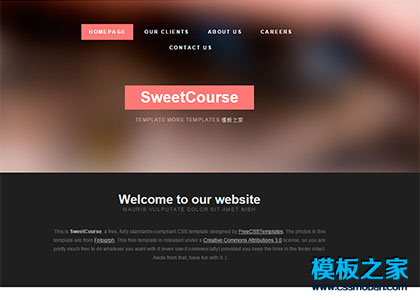 HOMEPAGE OUR CLIENTS ABOUT US CAREERS
CONTACT US
SweetCourse
TEMPLATE MORE TEMPLATES 模板之家
Welcome to our website
MAURIS VULPUTATE DOLOR SIT AMET NIBH
This is SweetCourse, a free, fully standards-compliant CSS template designed by FreeCSSTemplates. The photos in this
template are from Fotogrph. This free template is released under a Creative Commons Attributions 3.0 license, so you are
pretty much free to do whatever you want with it (even use it commercially) provided you keep the links in the footer intact.
Aside from that, have fun with it :)
模板之家
www.cssmoban.com